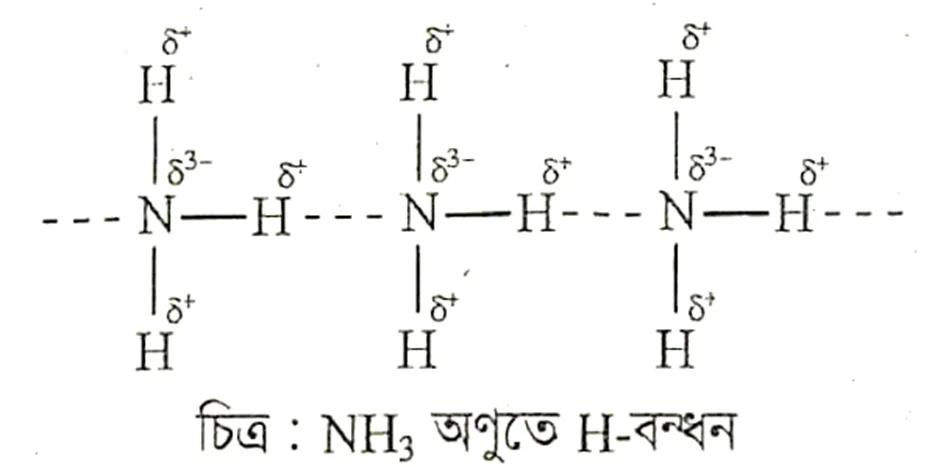 δ+ δ+ δ+
H H H
δ3− δ+ δ3− δ+ δ3− δ+
---N—H---N—H---N—H---
δ+ δ+ δ+
H H H
চিত্র : NH₃ অণুতে H-বন্ধন